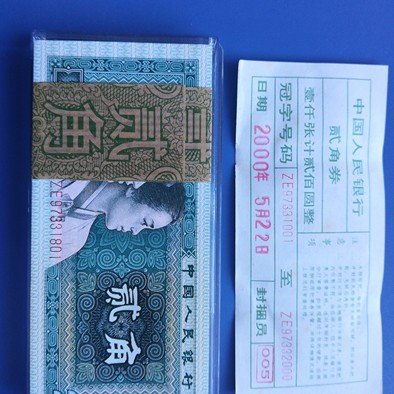 贰角
ZE97331801
中国人民银行
贰角
中国人民银行
贰角券
壹仟张计贰佰圆整
冠字号码 ZE97331001 至 ZE97332000
日期 2000年 5月22日 封捆员 005